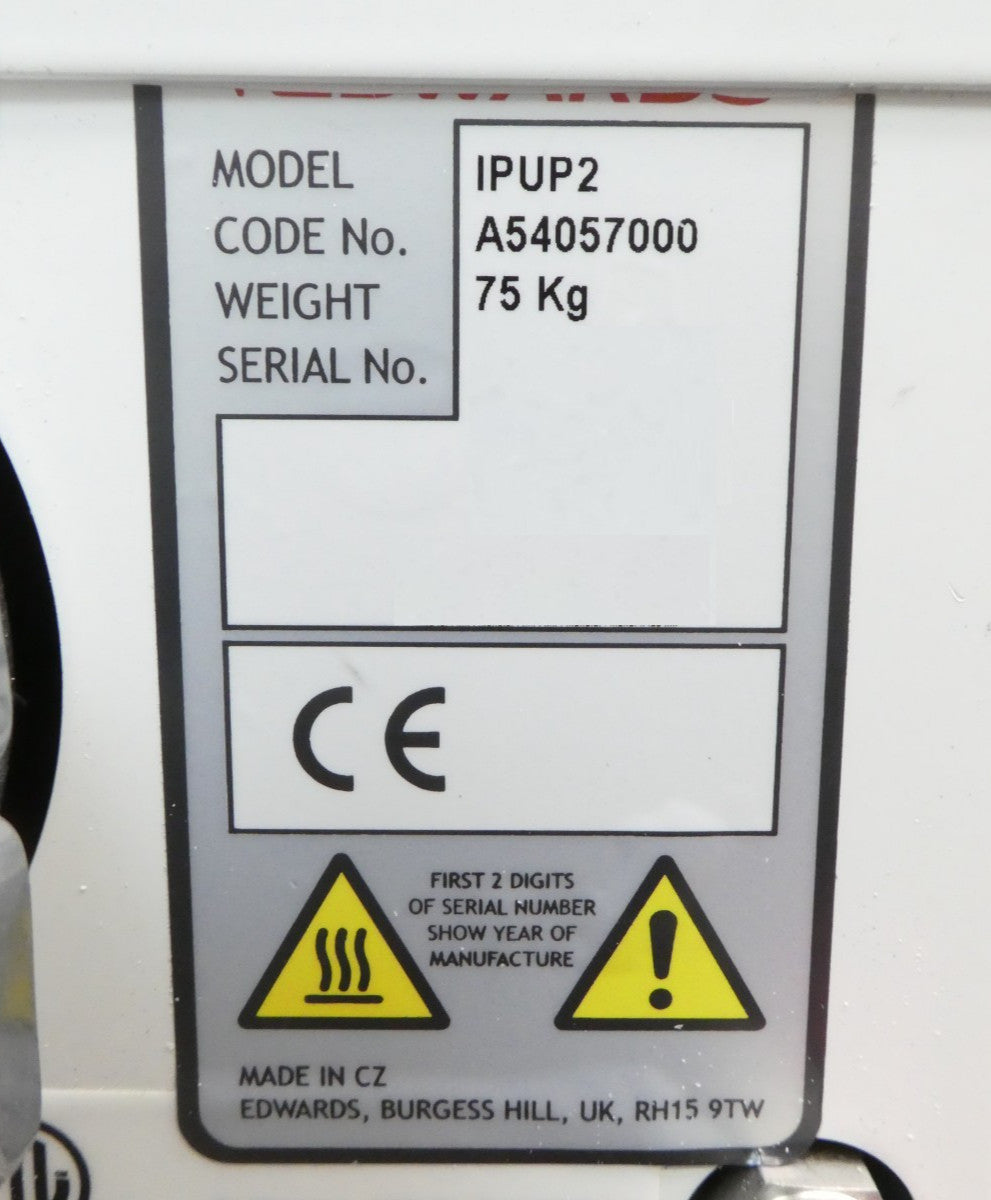 EDWARDS
MODEL IPUP2
CODE No. A54057000
WEIGHT 75 Kg
SERIAL No.
CE
FIRST 2 DIGITS
OF SERIAL NUMBER
SHOW YEAR OF
MANUFACTURE
MADE IN CZ
EDWARDS, BURGESS HILL, UK, RH15 9TW